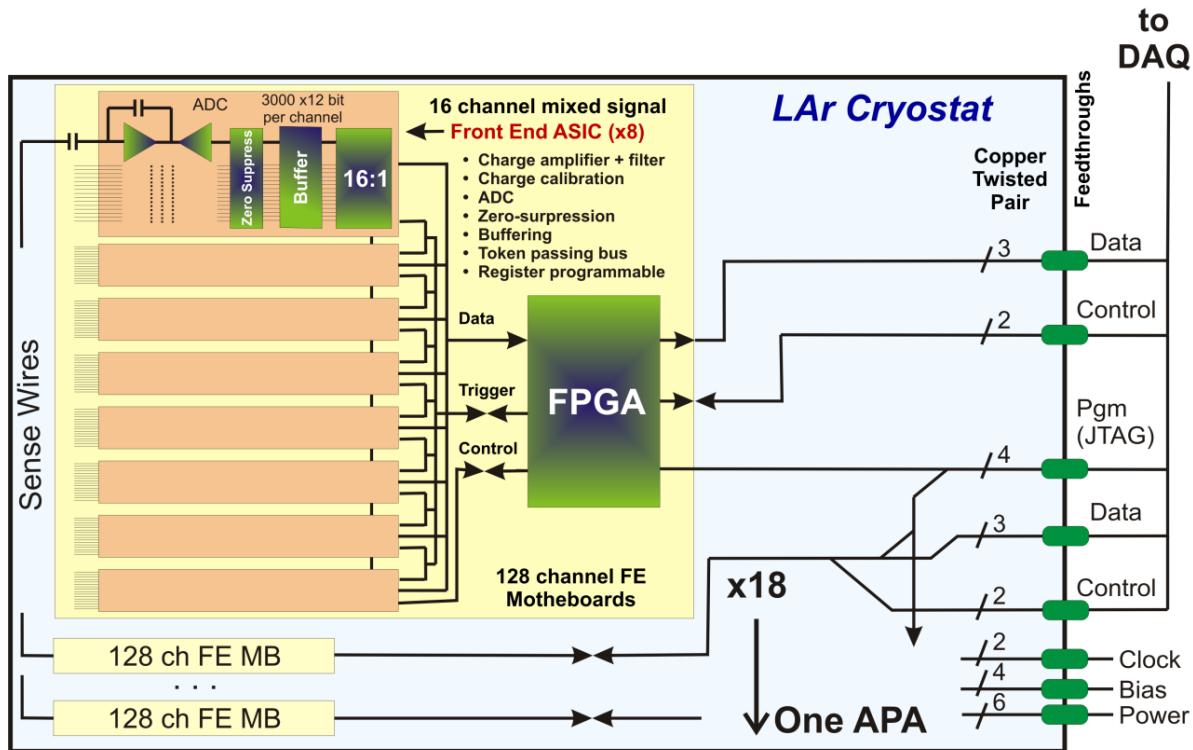 to
DAQ
LAr Cryostat
Feedthroughs
Copper
Twisted
Pair
ADC
3000 x12 bit
per channel
Zero Suppress
Buffer
16:1
16 channel mixed signal
Front End ASIC (x8)
• Charge amplifier + filter
• Charge calibration
• ADC
• Zero-surpression
• Buffering
• Token passing bus
• Register programmable
Sense Wires
Data
Trigger
Control
FPGA
128 channel FE
Motheboards
3
Data
2
Control
Pgm
(JTAG)
4
3
Data
2
Control
2
Clock
4
Bias
6
Power
x18
One APA
128 ch FE MB
. . .
128 ch FE MB